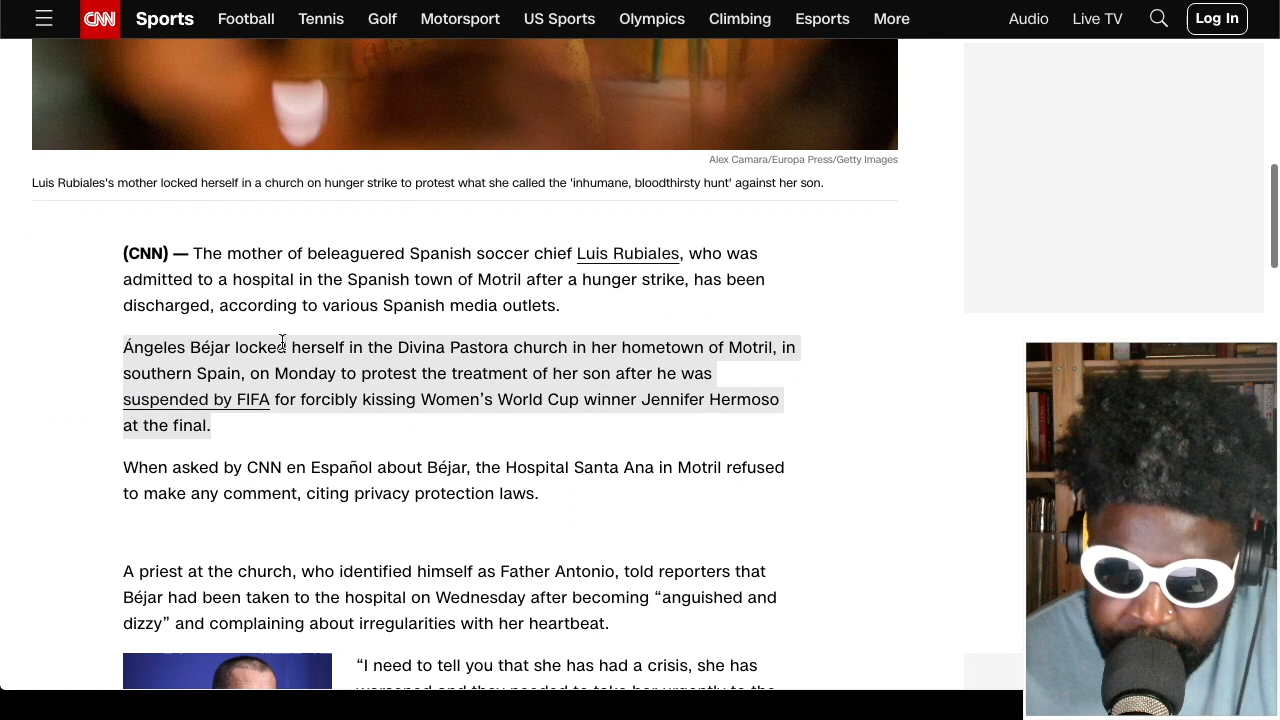 CNN Sports Football Tennis Golf Motorsport US Sports Olympics Climbing Esports More Audio Live TV Log In
Alex Camara/Europa Press/Getty Images
Luis Rubiales's mother locked herself in a church on hunger strike to protest what she called the 'inhumane, bloodthirsty hunt' against her son.
(CNN) — The mother of beleaguered Spanish soccer chief Luis Rubiales, who was
admitted to a hospital in the Spanish town of Motril after a hunger strike, has been
discharged, according to various Spanish media outlets.
Ángeles Béjar locked herself in the Divina Pastora church in her hometown of Motril, in
southern Spain, on Monday to protest the treatment of her son after he was
suspended by FIFA for forcibly kissing Women’s World Cup winner Jennifer Hermoso
at the final.
When asked by CNN en Español about Béjar, the Hospital Santa Ana in Motril refused
to make any comment, citing privacy protection laws.
A priest at the church, who identified himself as Father Antonio, told reporters that
Béjar had been taken to the hospital on Wednesday after becoming “anguished and
dizzy” and complaining about irregularities with her heartbeat.
“I need to tell you that she has had a crisis, she has